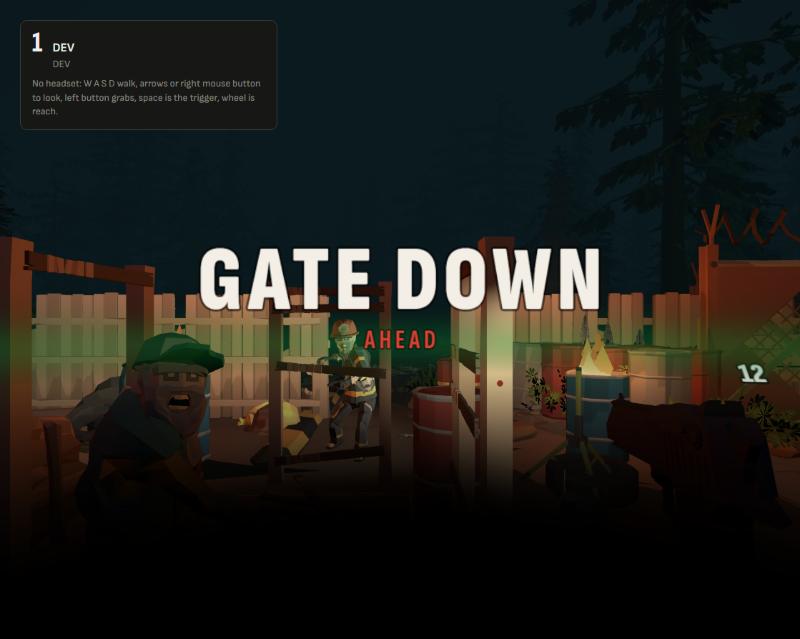 1 DEV
DEV
No headset: W A S D walk, arrows or right mouse button
to look, left button grabs, space is the trigger, wheel is
reach.
GATE DOWN
AHEAD
12